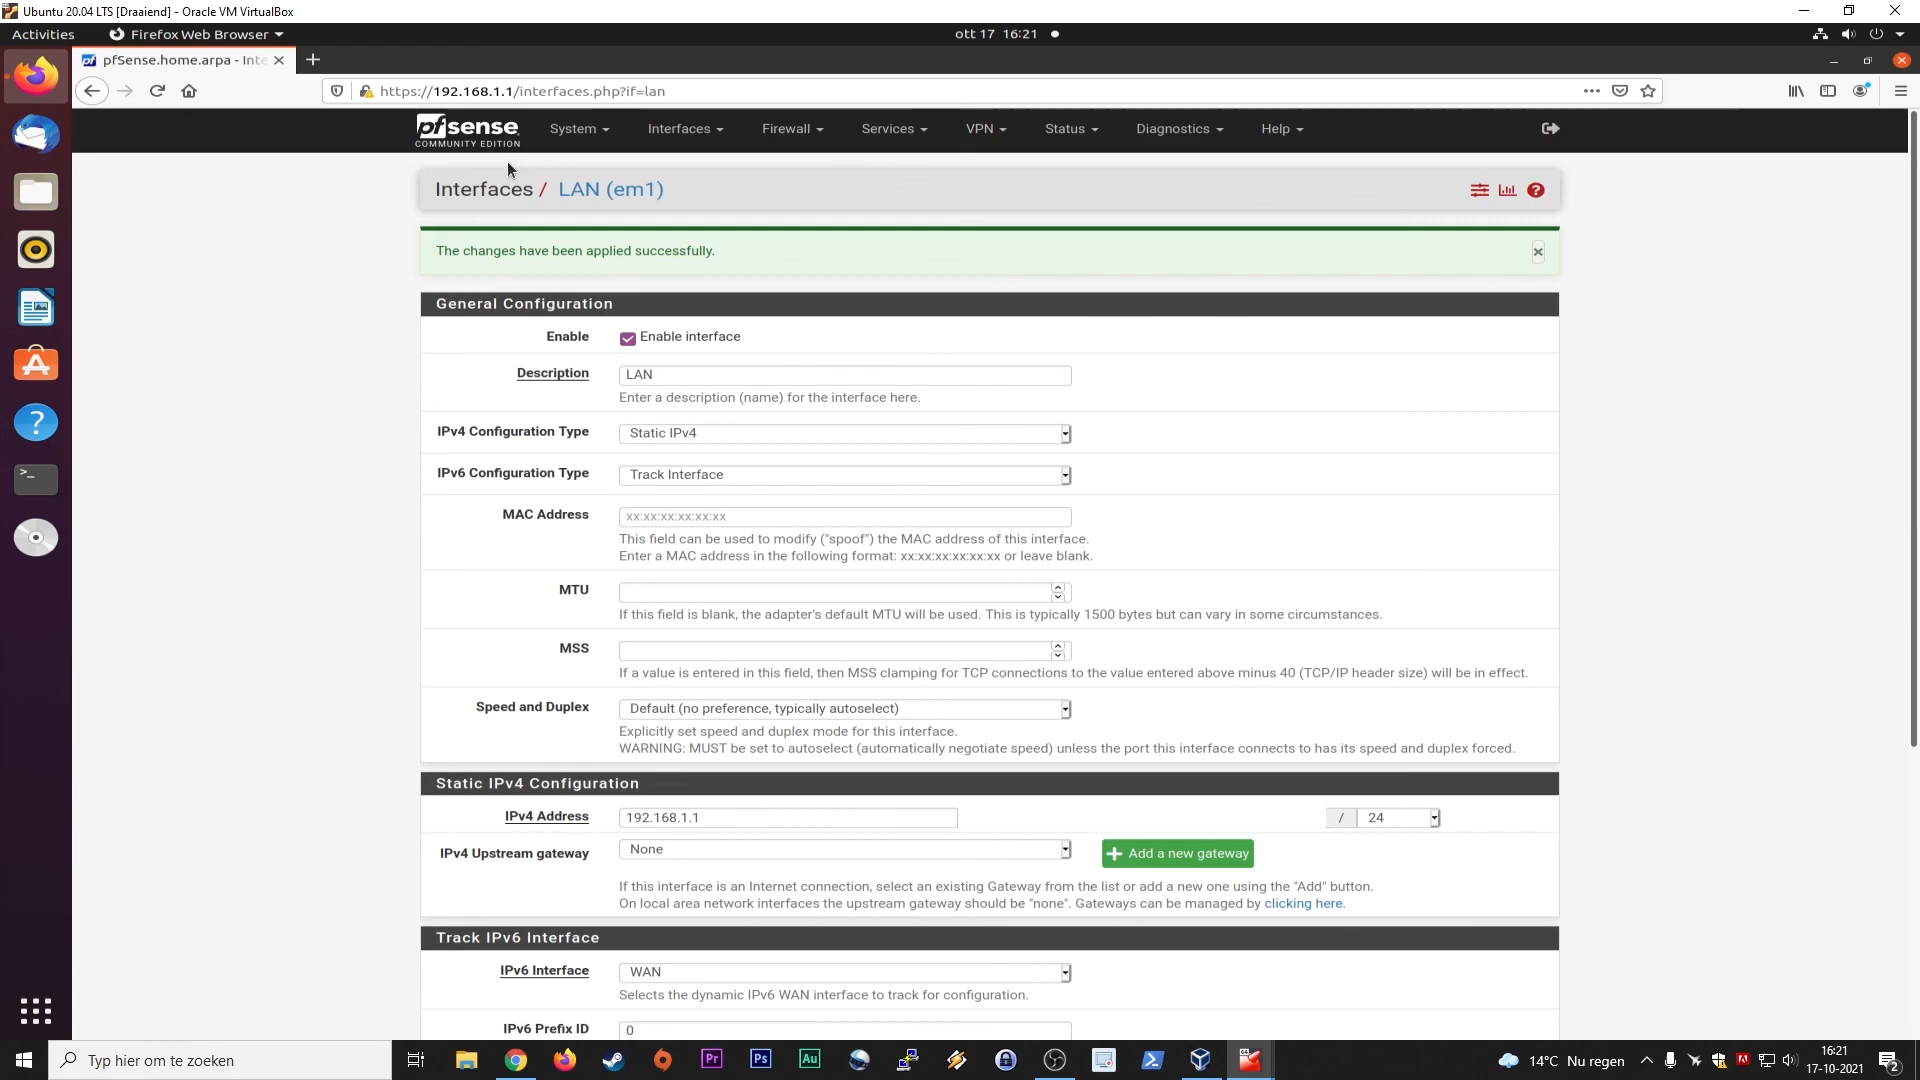 Ubuntu 20.04 LTS [Draaiend] - Oracle VM VirtualBox
Activities
Firefox Web Browser
ott 17 16:21
pf pfSense.home.arpa - Inte
https://192.168.1.1/interfaces.php?if=lan
pfsense
COMMUNITY EDITION
System
Interfaces
Firewall
Services
VPN
Status
Diagnostics
Help
Interfaces / LAN (em1)
The changes have been applied successfully.
General Configuration
Enable
Enable interface
Description
LAN
Enter a description (name) for the interface here.
IPv4 Configuration Type
Static IPv4
IPv6 Configuration Type
Track Interface
MAC Address
xx:xx:xx:xx:xx:xx
This field can be used to modify ("spoof") the MAC address of this interface.
Enter a MAC address in the following format: xx:xx:xx:xx:xx:xx or leave blank.
MTU
If this field is blank, the adapter's default MTU will be used. This is typically 1500 bytes but can vary in some circumstances.
MSS
If a value is entered in this field, then MSS clamping for TCP connections to the value entered above minus 40 (TCP/IP header size) will be in effect.
Speed and Duplex
Default (no preference, typically autoselect)
Explicitly set speed and duplex mode for this interface.
WARNING: MUST be set to autoselect (automatically negotiate speed) unless the port this interface connects to has its speed and duplex forced.
Static IPv4 Configuration
IPv4 Address
192.168.1.1
/ 24
IPv4 Upstream gateway
None
Add a new gateway
If this interface is an Internet connection, select an existing Gateway from the list or add a new one using the "Add" button.
On local area network interfaces the upstream gateway should be "none". Gateways can be managed by clicking here.
Track IPv6 Interface
IPv6 Interface
WAN
Selects the dynamic IPv6 WAN interface to track for configuration.
IPv6 Prefix ID
0
Typ hier om te zoeken
Pr
Ps
Au
14°C Nu regen
16:21
17-10-2021
2